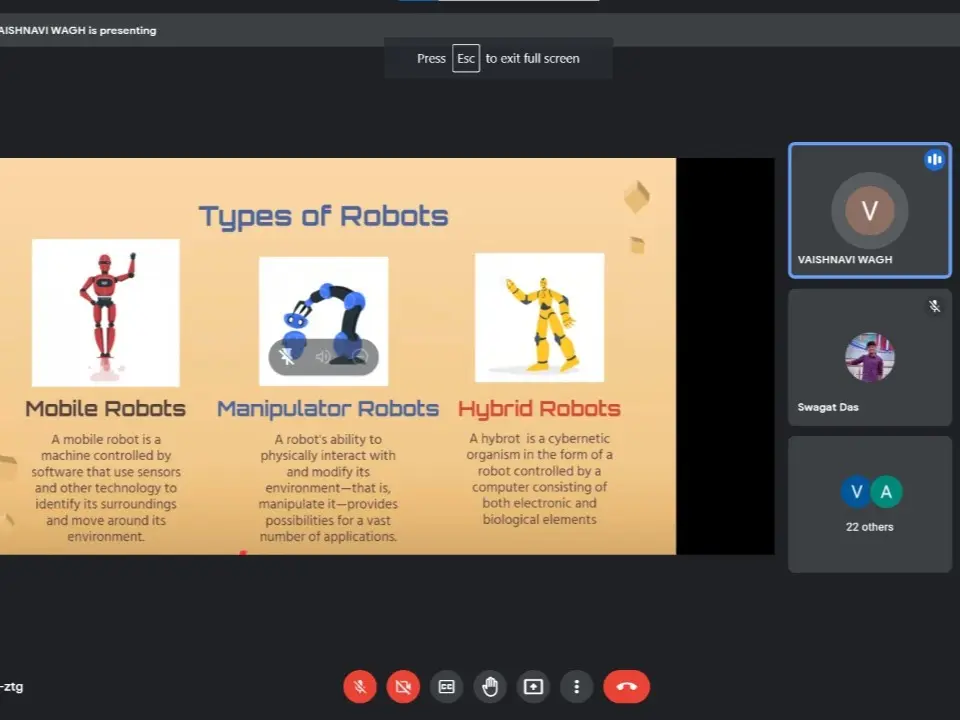 AISHNAVI WAGH is presenting
Press Esc to exit full screen
Types of Robots
Mobile Robots
A mobile robot is a
machine controlled by
software that use sensors
and other technology to
identify its surroundings
and move around its
environment.
Manipulator Robots
A robot's ability to
physically interact with
and modify its
environment—that is,
manipulate it—provides
possibilities for a vast
number of applications.
Hybrid Robots
A hybrot is a cybernetic
organism in the form of a
robot controlled by a
computer consisting of
both electronic and
biological elements
V
VAISHNAVI WAGH
Swagat Das
V A
22 others
-ztg
CC